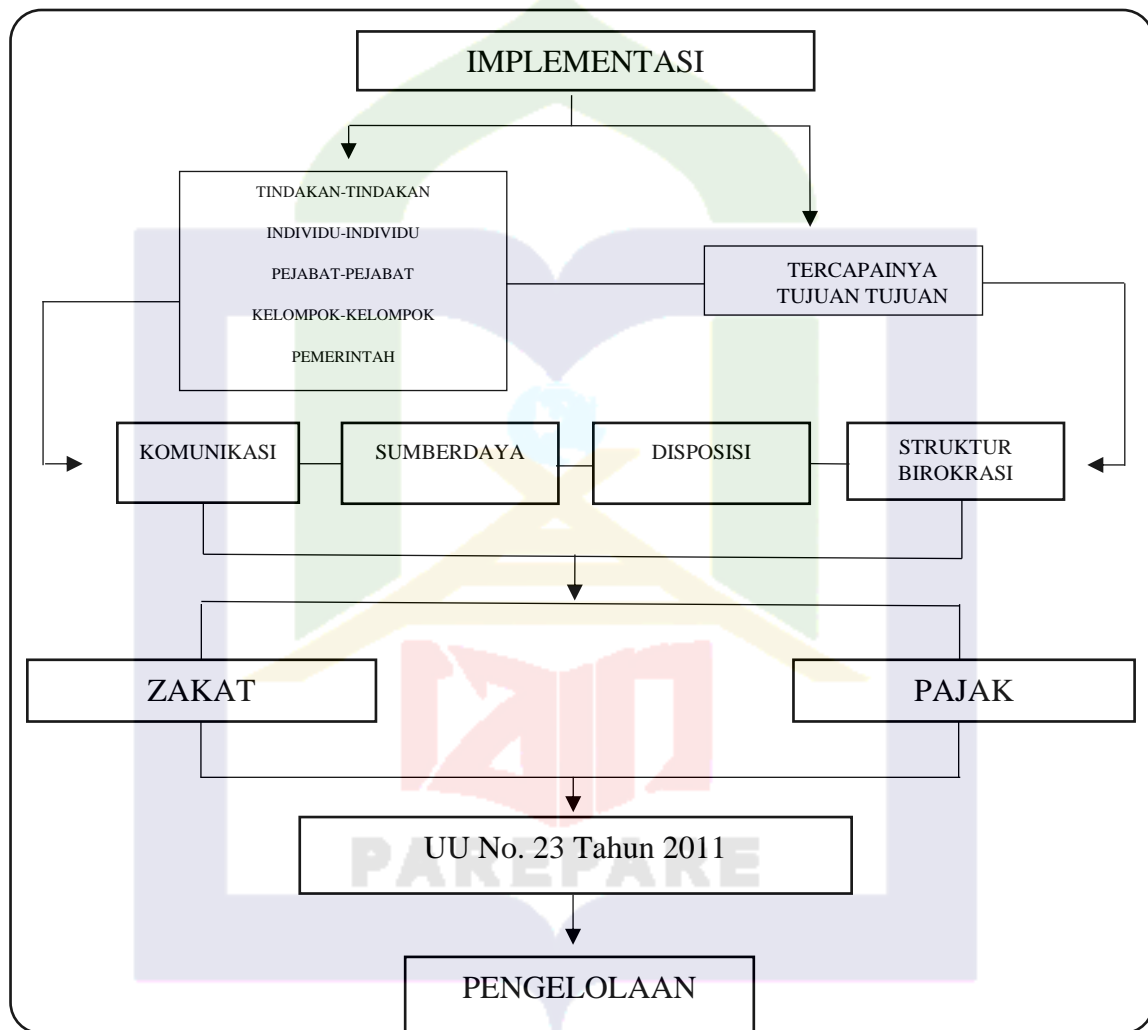 IMPLEMENTASI
TINDAKAN-TINDAKAN
INDIVIDU-INDIVIDU
PEJABAT-PEJABAT
KELOMPOK-KELOMPOK
PEMERINTAH
TERCAPAINYA
TUJUAN TUJUAN
KOMUNIKASI
SUMBERDAYA
DISPOSISI
STRUKTUR
BIROKRASI
ZAKAT
PAJAK
UU No. 23 Tahun 2011
PAREPARE
PENGELOLAAN